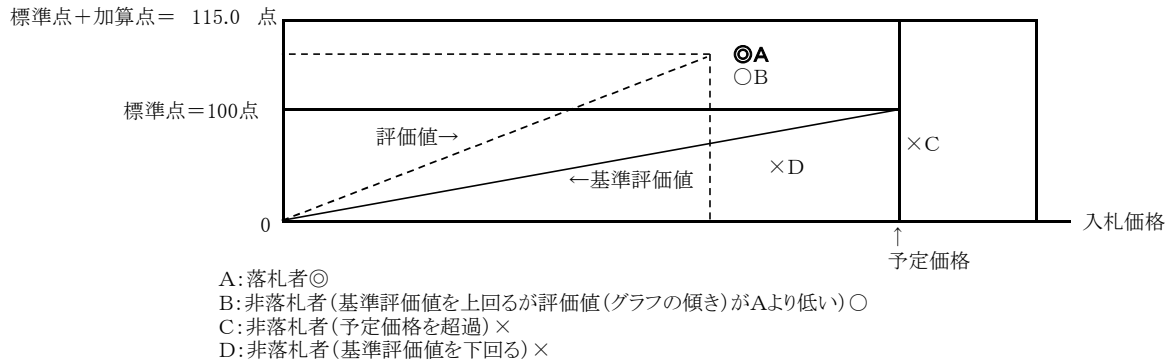 標準点+加算点= 115.0 点
◎A
○B
標準点=100点
評価値→
×C
×D
←基準評価値
0
入札価格
↑
予定価格
A:落札者◎
B:非落札者(基準評価値を上回るが評価値(グラフの傾き)がAより低い)○
C:非落札者(予定価格を超過)×
D:非落札者(基準評価値を下回る)×